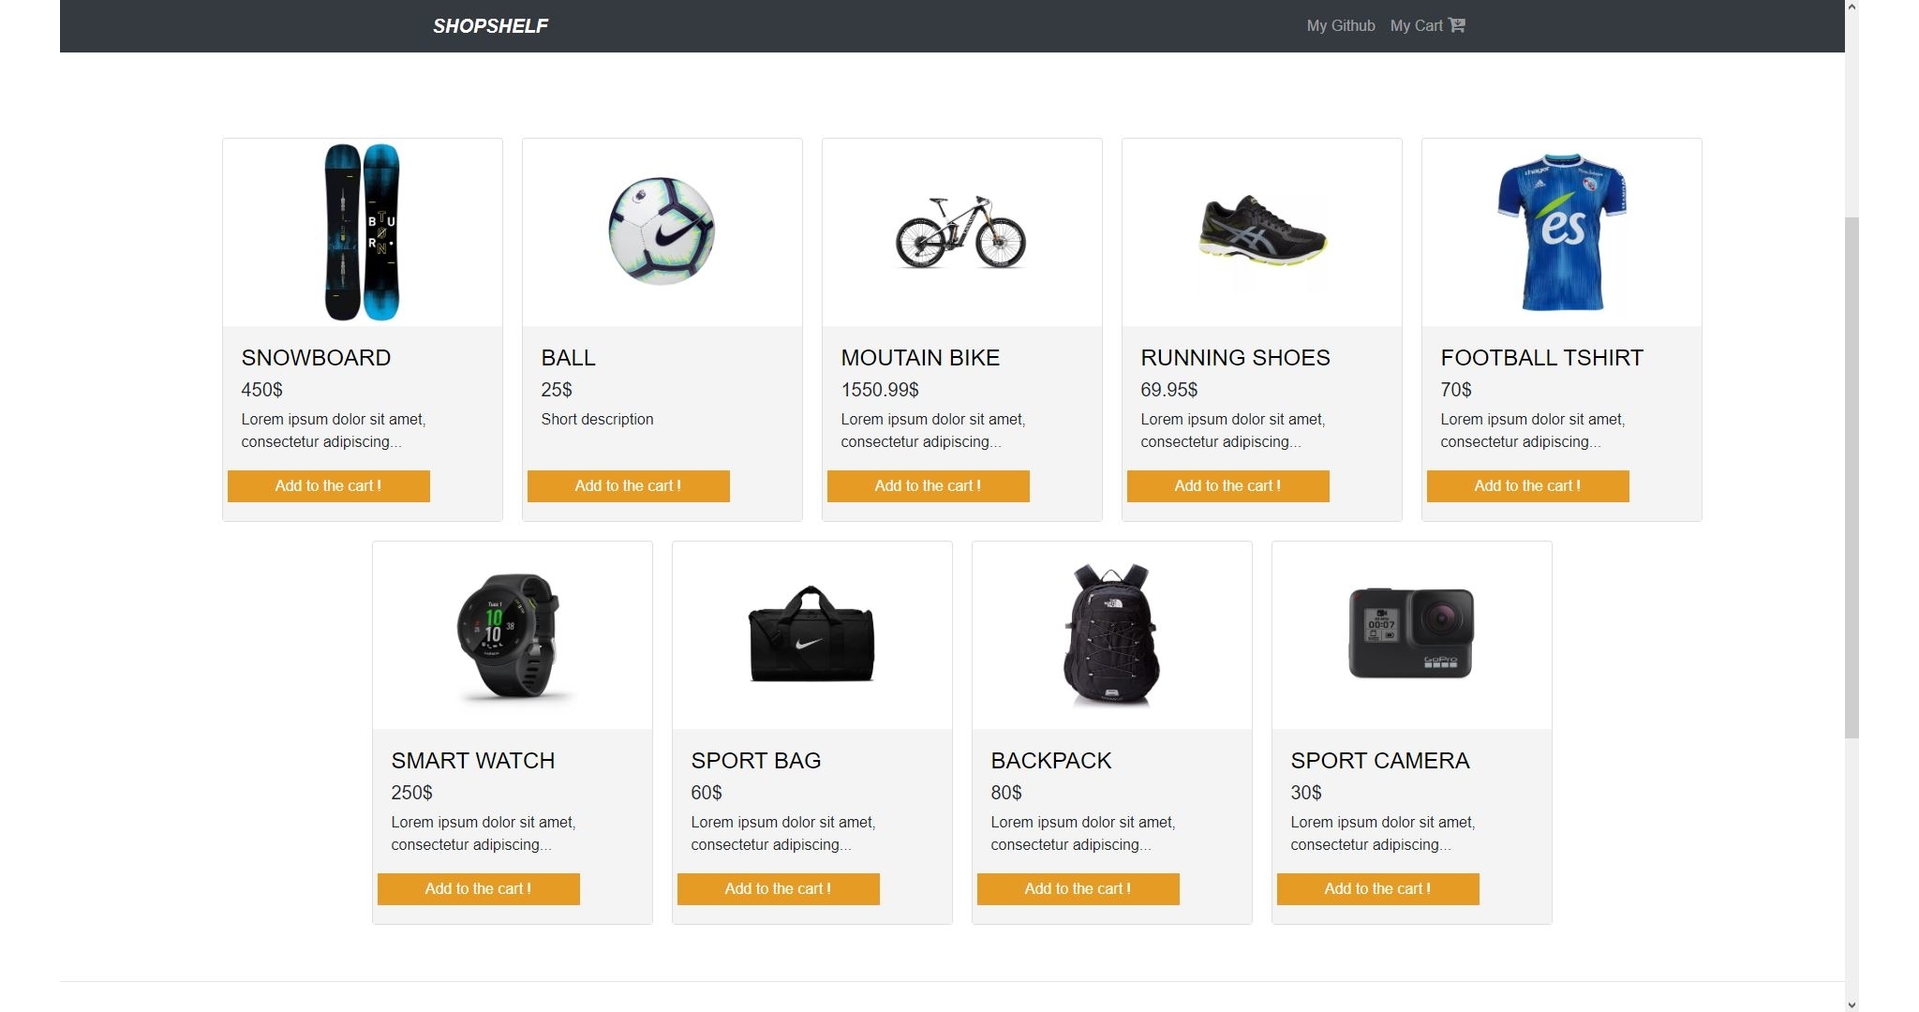 SHOPSHELF
My Github My Cart
BURN.
thager
es
SNOWBOARD
450$
Lorem ipsum dolor sit amet,
consectetur adipiscing...
Add to the cart !
BALL
25$
Short description
Add to the cart !
MOUTAIN BIKE
1550.99$
Lorem ipsum dolor sit amet,
consectetur adipiscing...
Add to the cart !
RUNNING SHOES
69.95$
Lorem ipsum dolor sit amet,
consectetur adipiscing...
Add to the cart !
FOOTBALL TSHIRT
70$
Lorem ipsum dolor sit amet,
consectetur adipiscing...
Add to the cart !
Tues 1
10
10
38
GoPro
00:07
SMART WATCH
250$
Lorem ipsum dolor sit amet,
consectetur adipiscing...
Add to the cart !
SPORT BAG
60$
Lorem ipsum dolor sit amet,
consectetur adipiscing...
Add to the cart !
BACKPACK
80$
Lorem ipsum dolor sit amet,
consectetur adipiscing...
Add to the cart !
SPORT CAMERA
30$
Lorem ipsum dolor sit amet,
consectetur adipiscing...
Add to the cart !